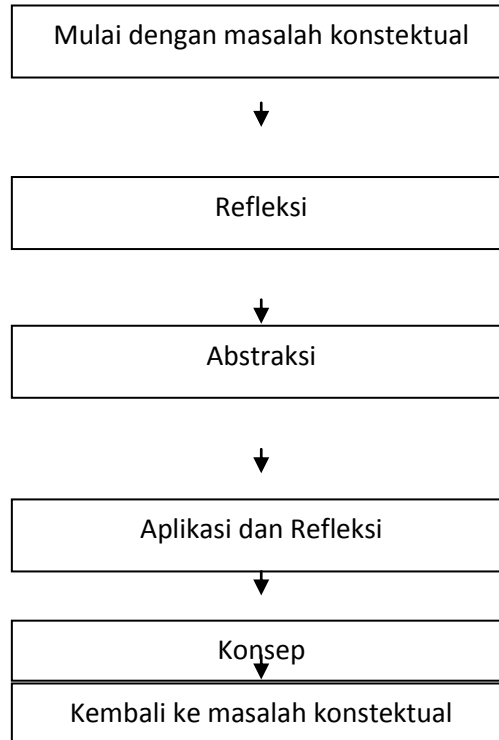 Mulai dengan masalah konstektual
Refleksi
Abstraksi
Aplikasi dan Refleksi
Konsep
Kembali ke masalah konstektual